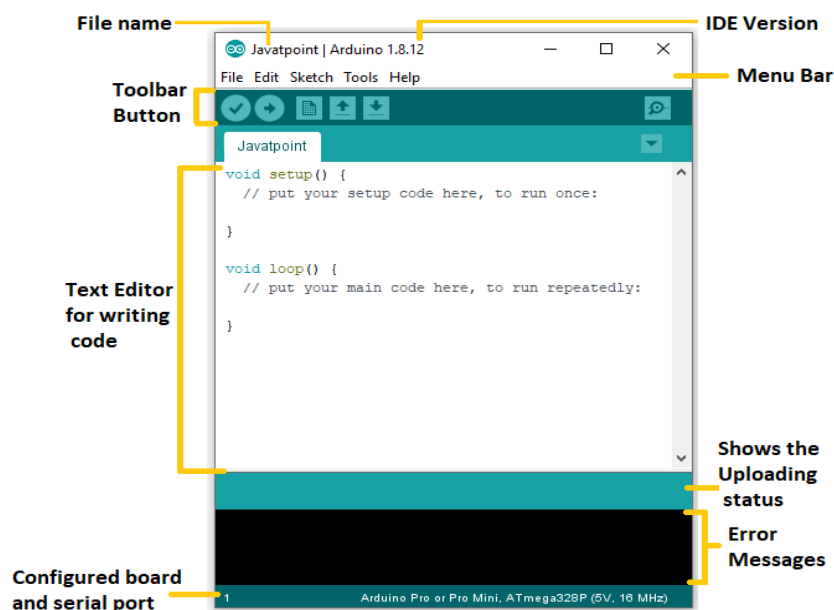 File name
IDE Version
Javatpoint | Arduino 1.8.12
File Edit Sketch Tools Help
Menu Bar
Toolbar
Button
Javatpoint
void setup() {
// put your setup code here, to run once:
}
void loop() {
// put your main code here, to run repeatedly:
}
Text Editor
for writing
code
Shows the
Uploading
status
Error
Messages
Configured board
and serial port
1
Arduino Pro or Pro Mini, ATmega328P (5V, 16 MHz)